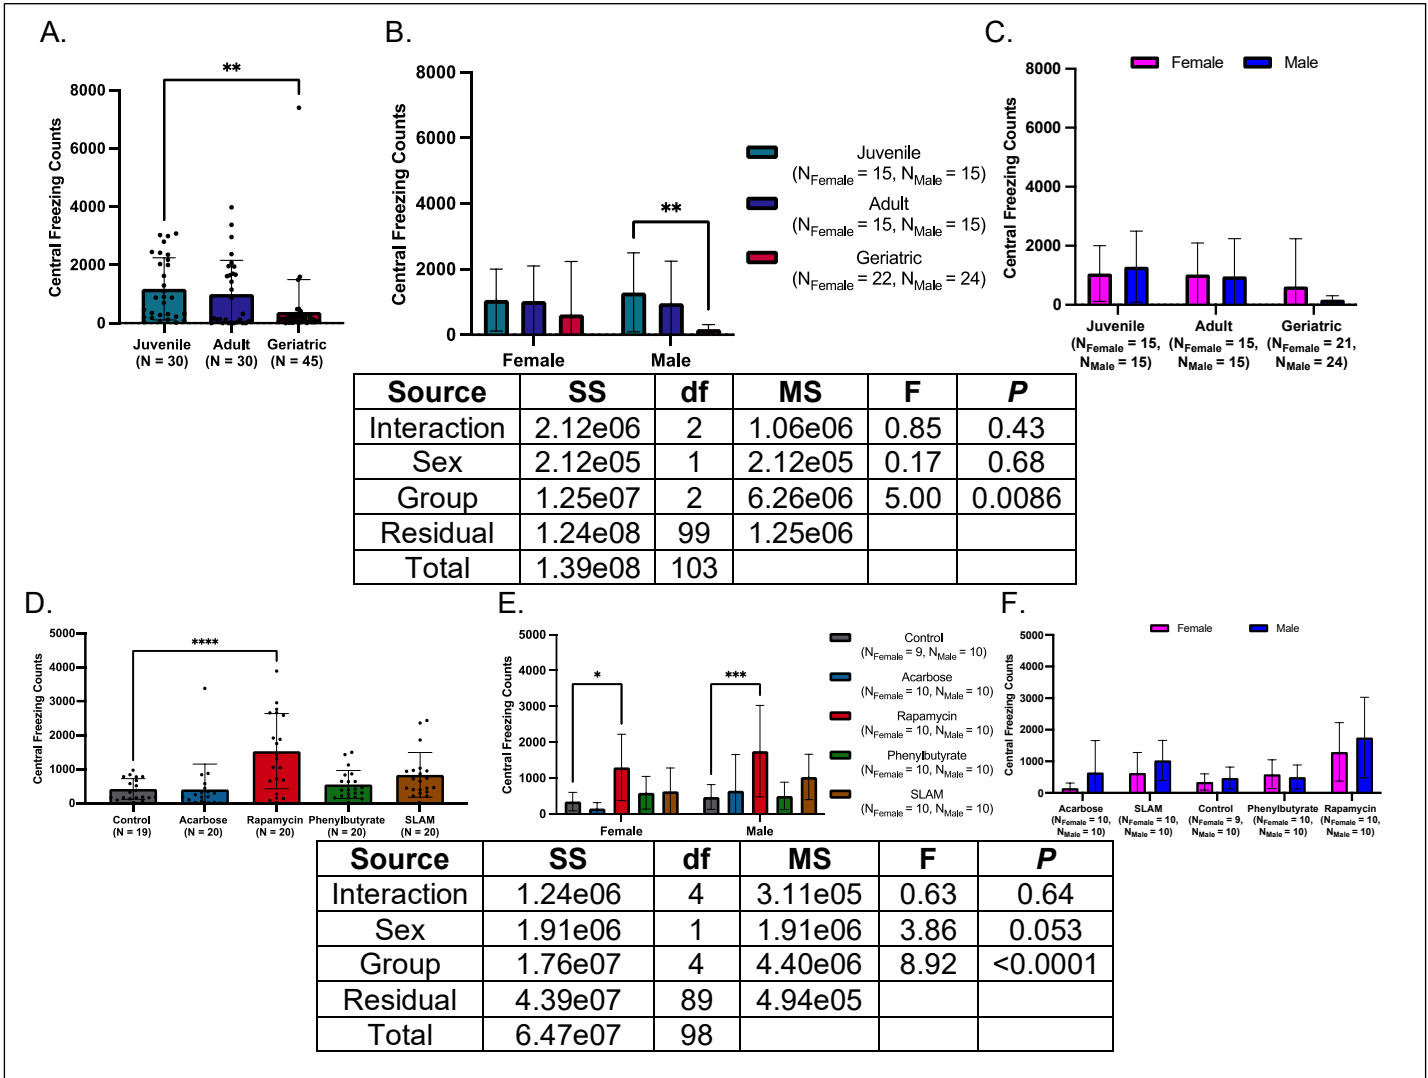 A.
**
Central Freezing Counts
8000
6000
4000
2000
0
Juvenile
(N = 30)
Adult
(N = 30)
Geriatric
(N = 45)
B.
Central Freezing Counts
8000
6000
4000
2000
0
**
Female
Male
Juvenile
(NFemale = 15, NMale = 15)
Adult
(NFemale = 15, NMale = 15)
Geriatric
(NFemale = 22, NMale = 24)
C.
Female
Male
Central Freezing Counts
8000
6000
4000
2000
0
Juvenile
(NFemale = 15,
NMale = 15)
Adult
(NFemale = 15,
NMale = 15)
Geriatric
(NFemale = 21,
NMale = 24)
Source SS df MS F P
Interaction 2.12e06 2 1.06e06 0.85 0.43
Sex 2.12e05 1 2.12e05 0.17 0.68
Group 1.25e07 2 6.26e06 5.00 0.0086
Residual 1.24e08 99 1.25e06
Total 1.39e08 103
D.
****
Central Freezing Counts
5000
4000
3000
2000
1000
0
Control
(N = 19)
Acarbose
(N = 20)
Rapamycin
(N = 20)
Phenylbutyrate
(N = 20)
SLAM
(N = 20)
E.
Central Freezing Counts
5000
4000
3000
2000
1000
0
*
***
Female
Male
Control
(NFemale = 9, NMale = 10)
Acarbose
(NFemale = 10, NMale = 10)
Rapamycin
(NFemale = 10, NMale = 10)
Phenylbutyrate
(NFemale = 10, NMale = 10)
SLAM
(NFemale = 10, NMale = 10)
F.
Female
Male
Central Freezing Counts
5000
4000
3000
2000
1000
0
Acarbose
(NFemale = 10,
NMale = 10)
SLAM
(NFemale = 10,
NMale = 10)
Control
(NFemale = 9,
NMale = 10)
Phenylbutyrate
(NFemale = 10,
NMale = 10)
Rapamycin
(NFemale = 10,
NMale = 10)
Source SS df MS F P
Interaction 1.24e06 4 3.11e05 0.63 0.64
Sex 1.91e06 1 1.91e06 3.86 0.053
Group 1.76e07 4 4.40e06 8.92 <0.0001
Residual 4.39e07 89 4.94e05
Total 6.47e07 98